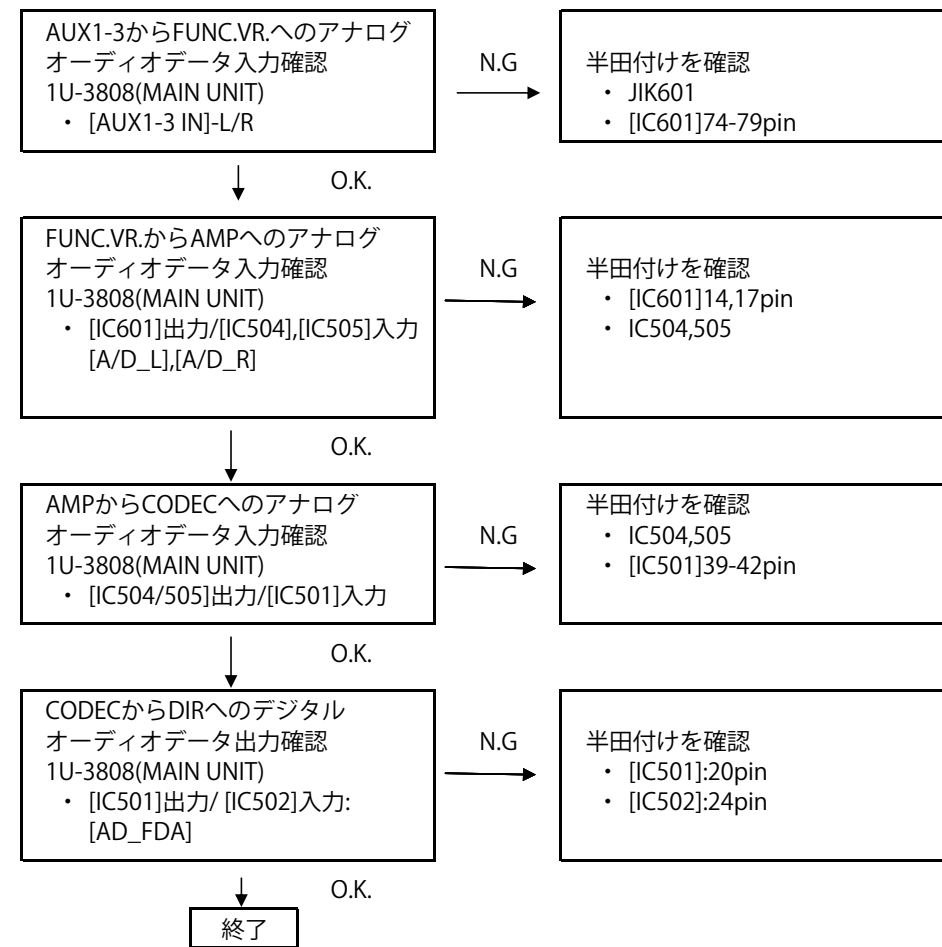 AUX1-3からFUNC.VR.へのアナログ
オーディオデータ入力確認
1U-3808(MAIN UNIT)
・ [AUX1-3 IN]-L/R
N.G
半田付けを確認
・ JIK601
・ [IC601]74-79pin
O.K.
FUNC.VR.からAMPへのアナログ
オーディオデータ入力確認
1U-3808(MAIN UNIT)
・ [IC601]出力/[IC504],[IC505]入力
[A/D_L],[A/D_R]
N.G
半田付けを確認
・ [IC601]14,17pin
・ IC504,505
O.K.
AMPからCODECへのアナログ
オーディオデータ入力確認
1U-3808(MAIN UNIT)
・ [IC504/505]出力/[IC501]入力
N.G
半田付けを確認
・ IC504,505
・ [IC501]39-42pin
O.K.
CODECからDIRへのデジタル
オーディオデータ出力確認
1U-3808(MAIN UNIT)
・ [IC501]出力/ [IC502]入力:
[AD_FDA]
N.G
半田付けを確認
・ [IC501]:20pin
・ [IC502]:24pin
O.K.
終了